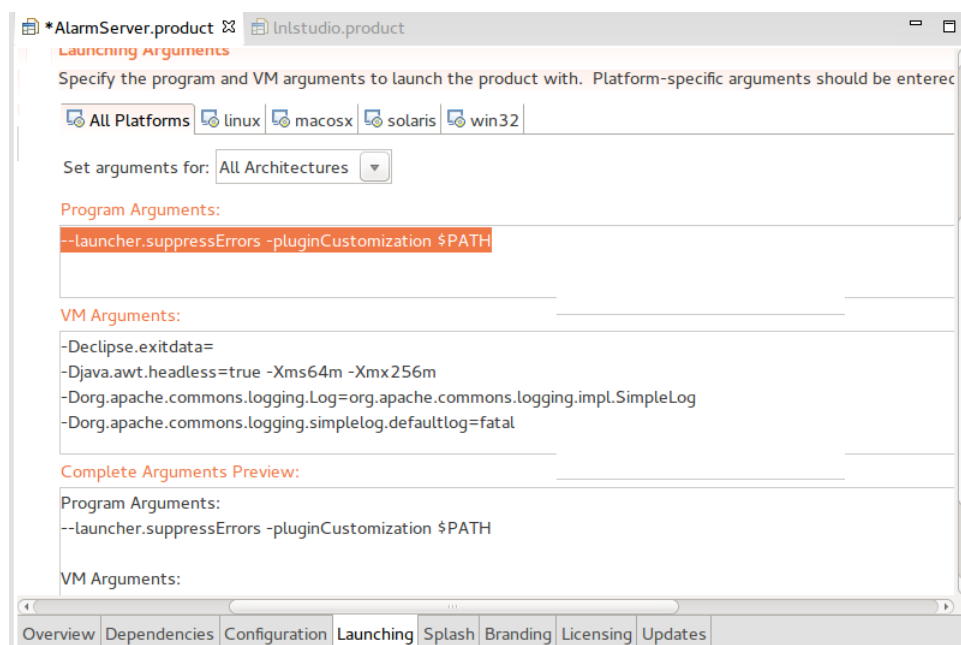 *AlarmServer.product lnlstudio.product
Launching Arguments
Specify the program and VM arguments to launch the product with. Platform-specific arguments should be entered
All Platforms linux macosx solaris win32
Set arguments for: All Architectures
Program Arguments:
--launcher.suppressErrors -pluginCustomization $PATH
VM Arguments:
-Declipse.exitdata=
-Djava.awt.headless=true -Xms64m -Xmx256m
-Dorg.apache.commons.logging.Log=org.apache.commons.logging.impl.SimpleLog
-Dorg.apache.commons.logging.simplelog.defaultlog=fatal
Complete Arguments Preview:
Program Arguments:
--launcher.suppressErrors -pluginCustomization $PATH
VM Arguments:
Overview Dependencies Configuration Launching Splash Branding Licensing Updates